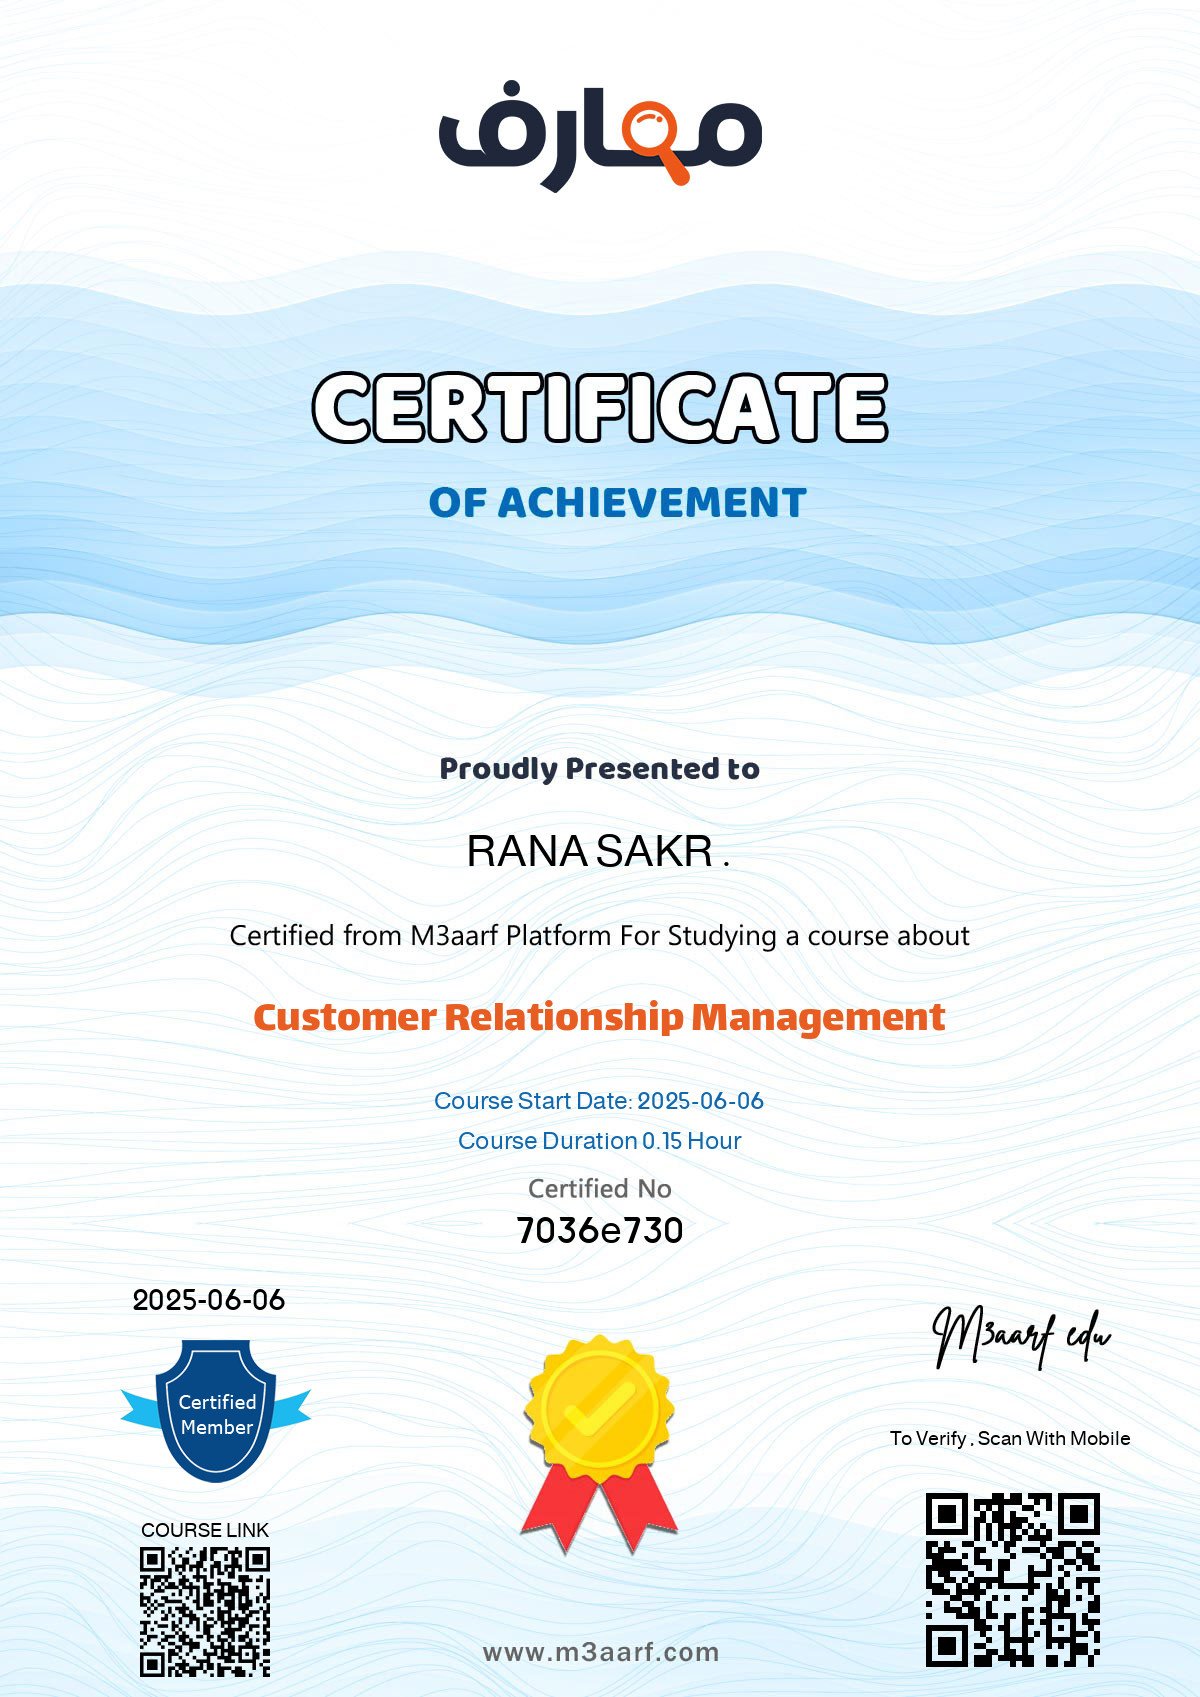 معارف
CERTIFICATE
OF ACHIEVEMENT
Proudly Presented to
RANA SAKR .
Certified from M3aarf Platform For Studying a course about
Customer Relationship Management
Course Start Date: 2025-06-06
Course Duration 0.15 Hour
Certified No
7036e730
2025-06-06
Certified
Member
COURSE LINK
M3aarf edu
To Verify , Scan With Mobile
www.m3aarf.com